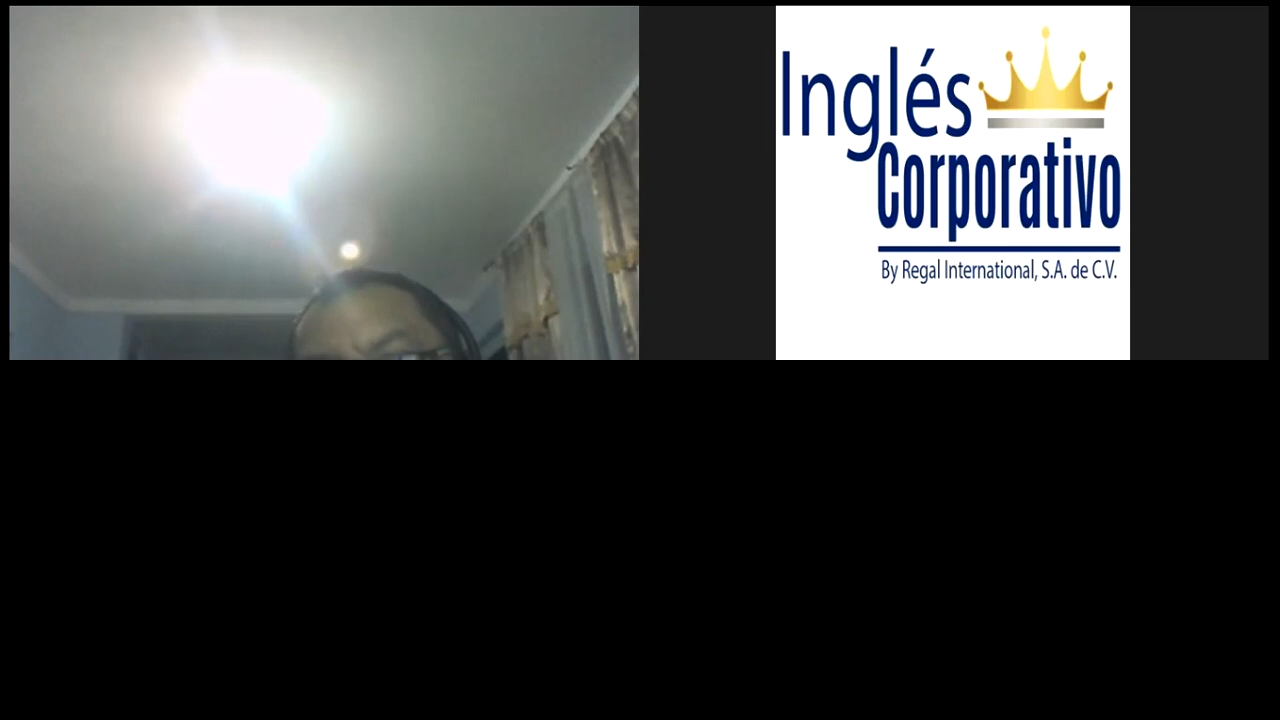 Inglés
Corporativo
By Regal International, S.A. de C.V.